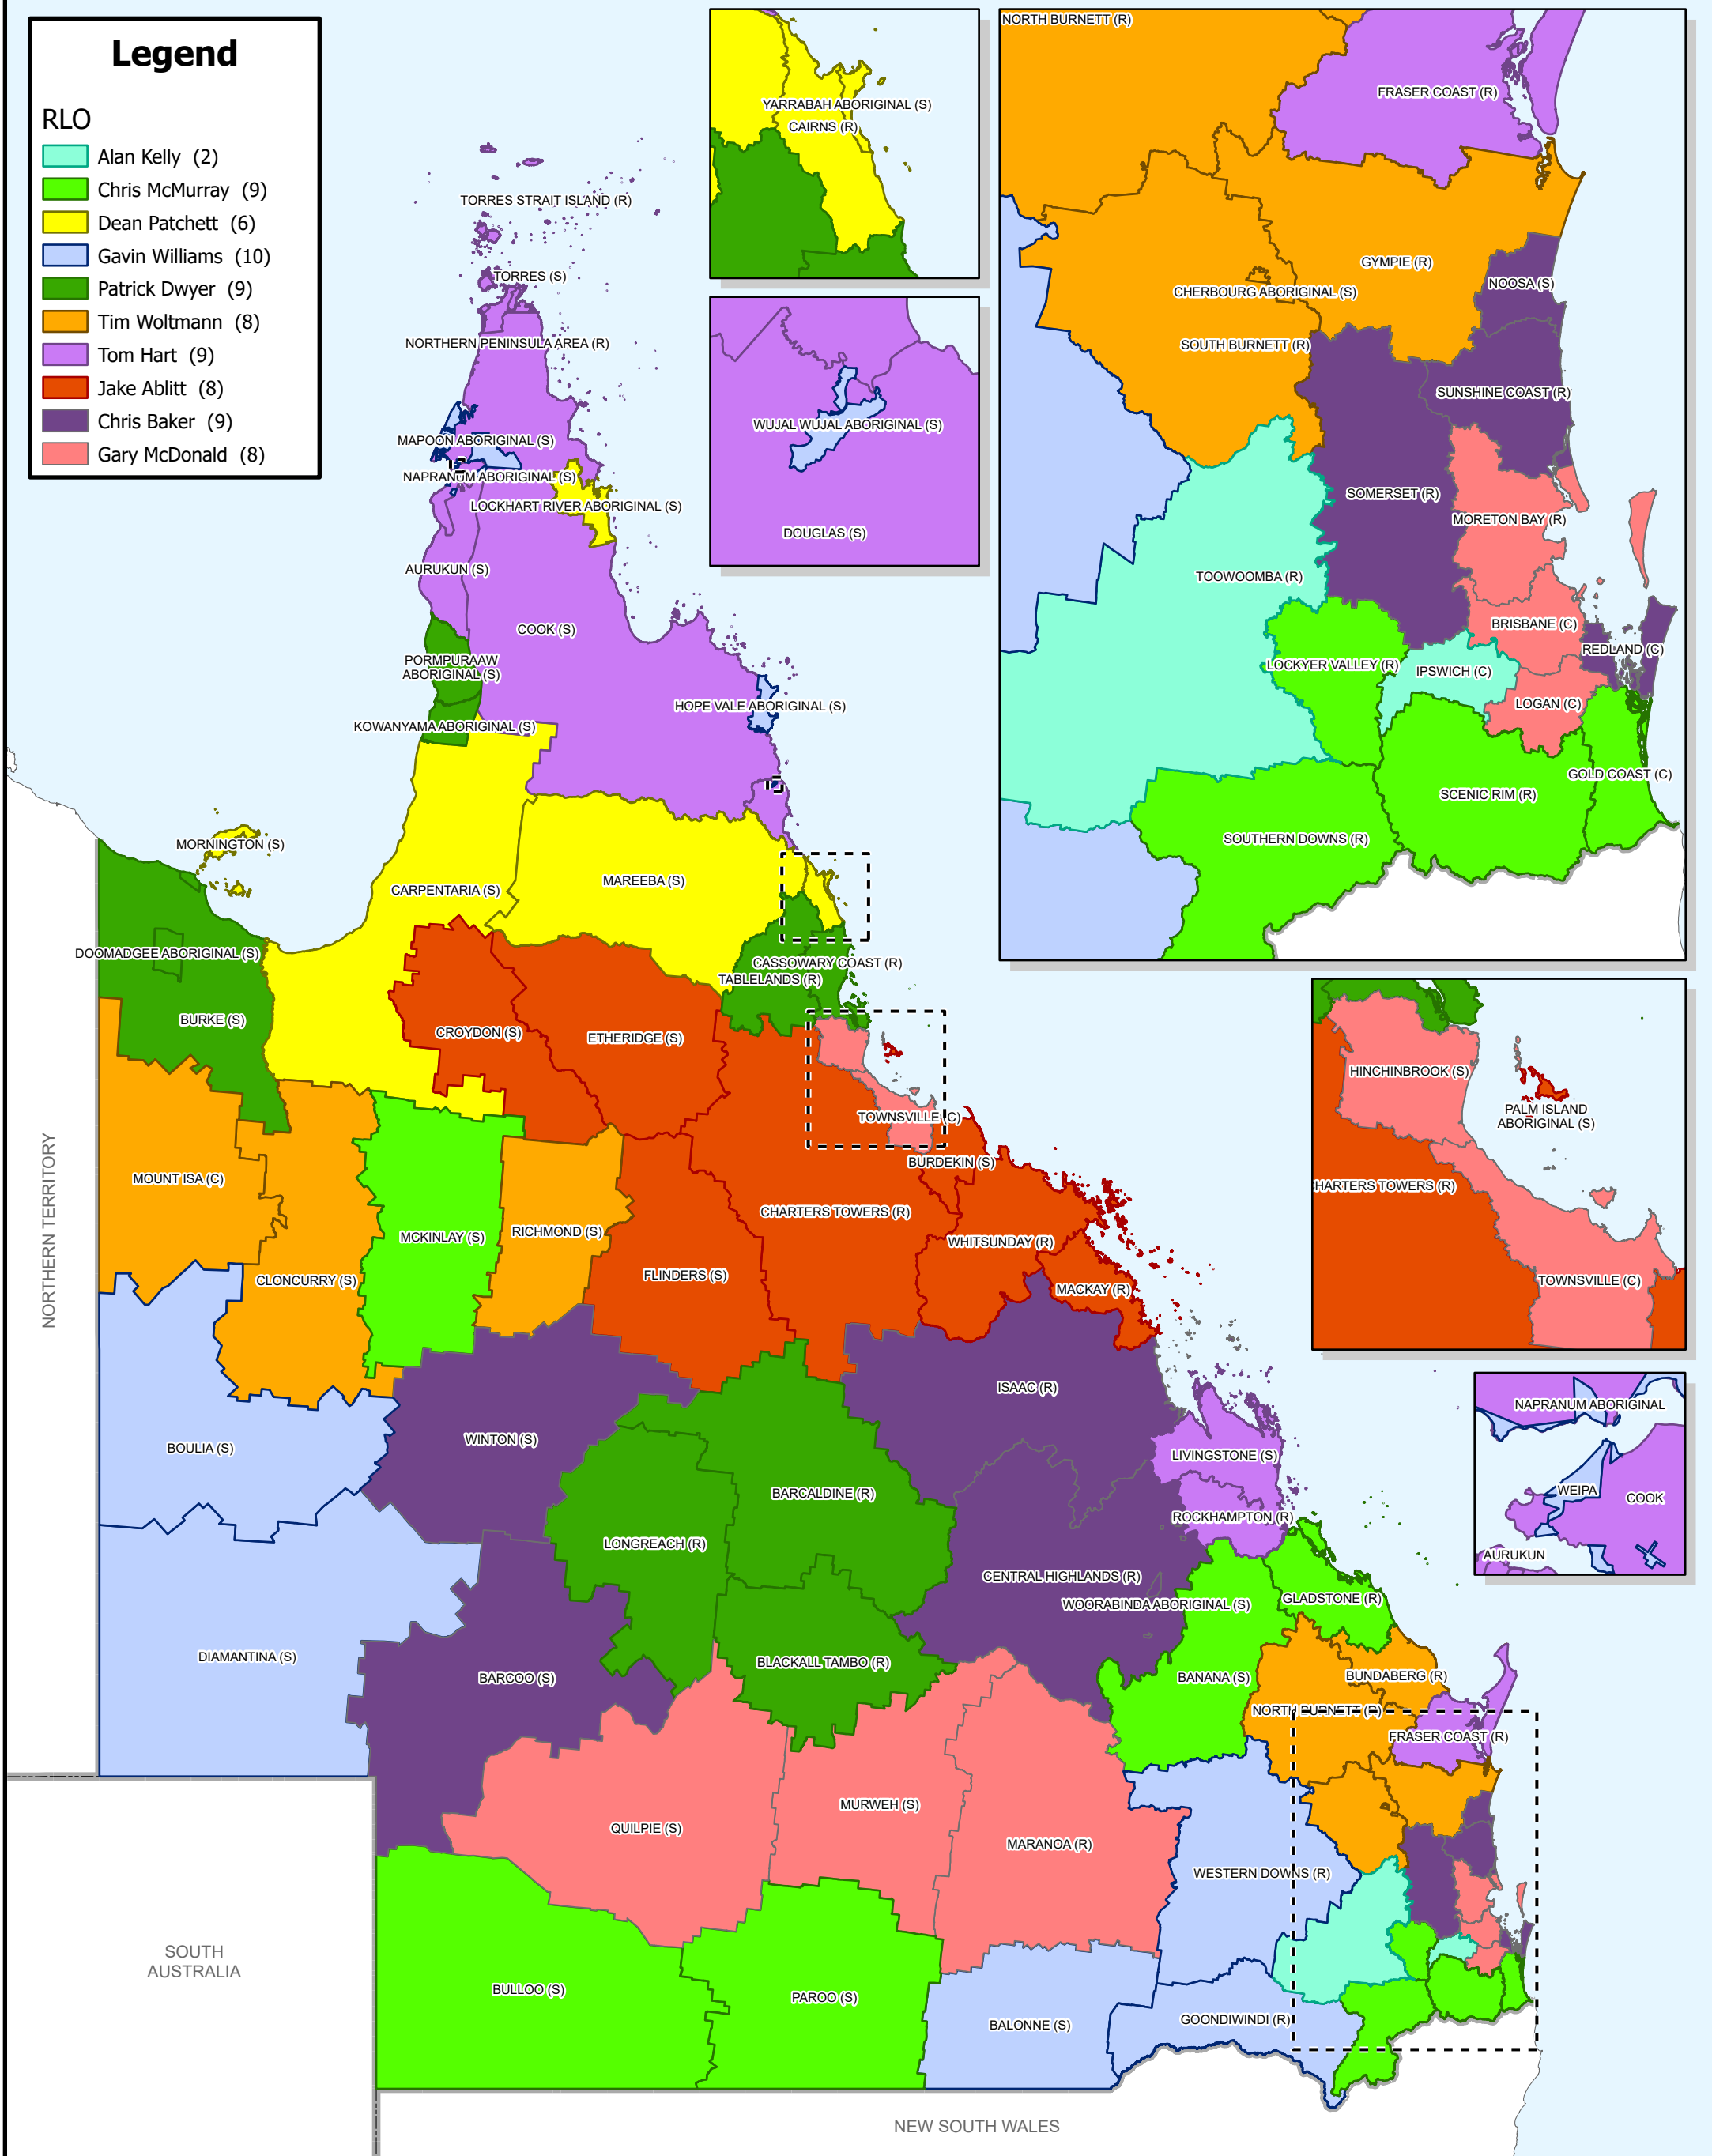 Legend
RLO
Alan Kelly (2)
Chris McMurray (9)
Dean Patchett (6)
Gavin Williams (10)
Patrick Dwyer (9)
Tim Woltmann (8)
Tom Hart (9)
Jake Ablitt (8)
Chris Baker (9)
Gary McDonald (8)
YARRABAH ABORIGINAL (S)
CAIRNS (R)
WUJAL WUJAL ABORIGINAL (S)
DOUGLAS (S)
NORTH BURNETT (R)
FRASER COAST (R)
GYMPIE (R)
NOOSA (S)
CHERBOURG ABORIGINAL (S)
SOUTH BURNETT (R)
SUNSHINE COAST (R)
SOMERSET (R)
MORETON BAY (R)
TOOWOOMBA (R)
BRISBANE (C)
REDLAND (C)
LOCKYER VALLEY (R)
IPSWICH (C)
LOGAN (C)
GOLD COAST (C)
SCENIC RIM (R)
SOUTHERN DOWNS (R)
TORRES STRAIT ISLAND (R)
TORRES (S)
NORTHERN PENINSULA AREA (R)
MAPOON ABORIGINAL (S)
NAPRANUM ABORIGINAL (S)
LOCKHART RIVER ABORIGINAL (S)
AURUKUN (S)
COOK (S)
PORMPURAAW
ABORIGINAL (S)
HOPE VALE ABORIGINAL (S)
KOWANYAMA ABORIGINAL (S)
MORNINGTON (S)
CARPENTARIA (S)
MAREEBA (S)
DOOMADGEE ABORIGINAL (S)
CASSOWARY COAST (R)
TABLELANDS (R)
BURKE (S)
CROYDON (S)
ETHERIDGE (S)
TOWNSVILLE (C)
BURDEKIN (S)
MOUNT ISA (C)
CHARTERS TOWERS (R)
RICHMOND (S)
MCKINLAY (S)
WHITSUNDAY (R)
CLONCURRY (S)
FLINDERS (S)
MACKAY (R)
NORTHERN TERRITORY
HINCHINBROOK (S)
PALM ISLAND
ABORIGINAL (S)
HARTERS TOWERS (R)
TOWNSVILLE (C)
ISAAC (R)
NAPRANUM ABORIGINAL
WEIPA
COOK
AURUKUN
BOULIA (S)
WINTON (S)
LIVINGSTONE (S)
BARCALDINE (R)
ROCKHAMPTON (R)
LONGREACH (R)
CENTRAL HIGHLANDS (R)
WOORABINDA ABORIGINAL (S)
GLADSTONE (R)
DIAMANTINA (S)
BLACKALL TAMBO (R)
BARCOO (S)
BANANA (S)
BUNDABERG (R)
NORTH BURNETT (R)
FRASER COAST (R)
MURWEH (S)
QUILPIE (S)
MARANOA (R)
WESTERN DOWNS (R)
SOUTH
AUSTRALIA
BULLOO (S)
PAROO (S)
BALONNE (S)
GOONDIWINDI (R)
NEW SOUTH WALES